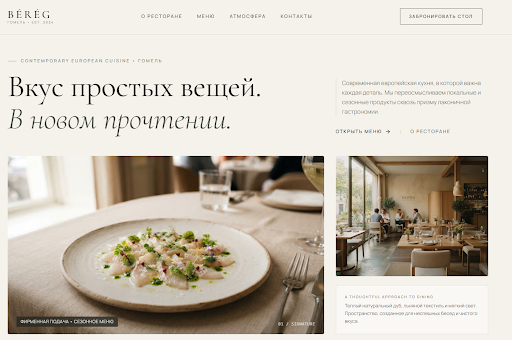 BÉRÉG
ГОМЕЛЬ • EST. 2024
О РЕСТОРАНЕ
МЕНЮ
АТМОСФЕРА
КОНТАКТЫ
ЗАБРОНИРОВАТЬ СТОЛ
CONTEMPORARY EUROPEAN CUISINE • ГОМЕЛЬ
Вкус простых вещей.
В новом прочтении.
Современная европейская кухня, в которой важна
каждая деталь. Мы переосмысливаем локальные и
сезонные продукты сквозь призму лаконичной
гастрономии.
ОТКРЫТЬ МЕНЮ →
О РЕСТОРАНЕ
ФИРМЕННАЯ ПОДАЧА • СЕЗОННОЕ МЕНЮ
01 / SIGNATURE
A THOUGHTFUL APPROACH TO DINING
Теплый натуральный дуб, льняной текстиль и мягкий свет.
Пространство, созданное для неспешных бесед и чистого
вкуса.